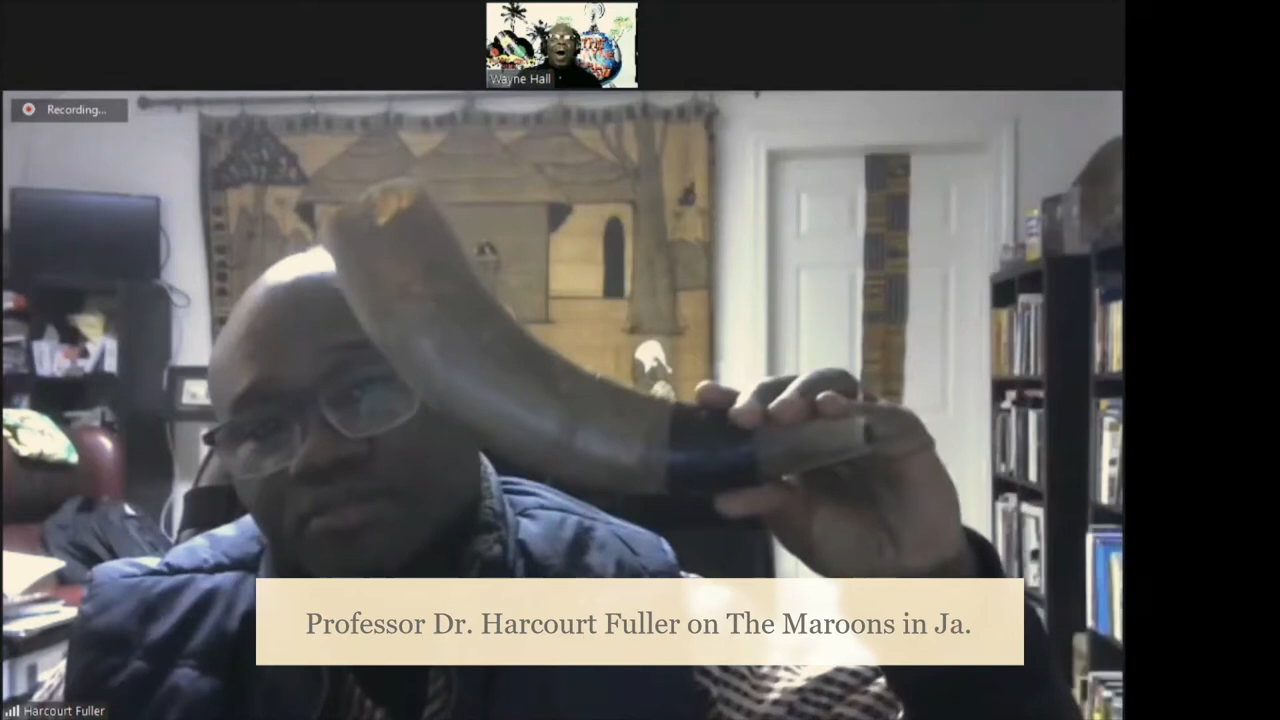 Wayne Hall
Recording...
Professor Dr. Harcourt Fuller on The Maroons in Ja.
Harcourt Fuller